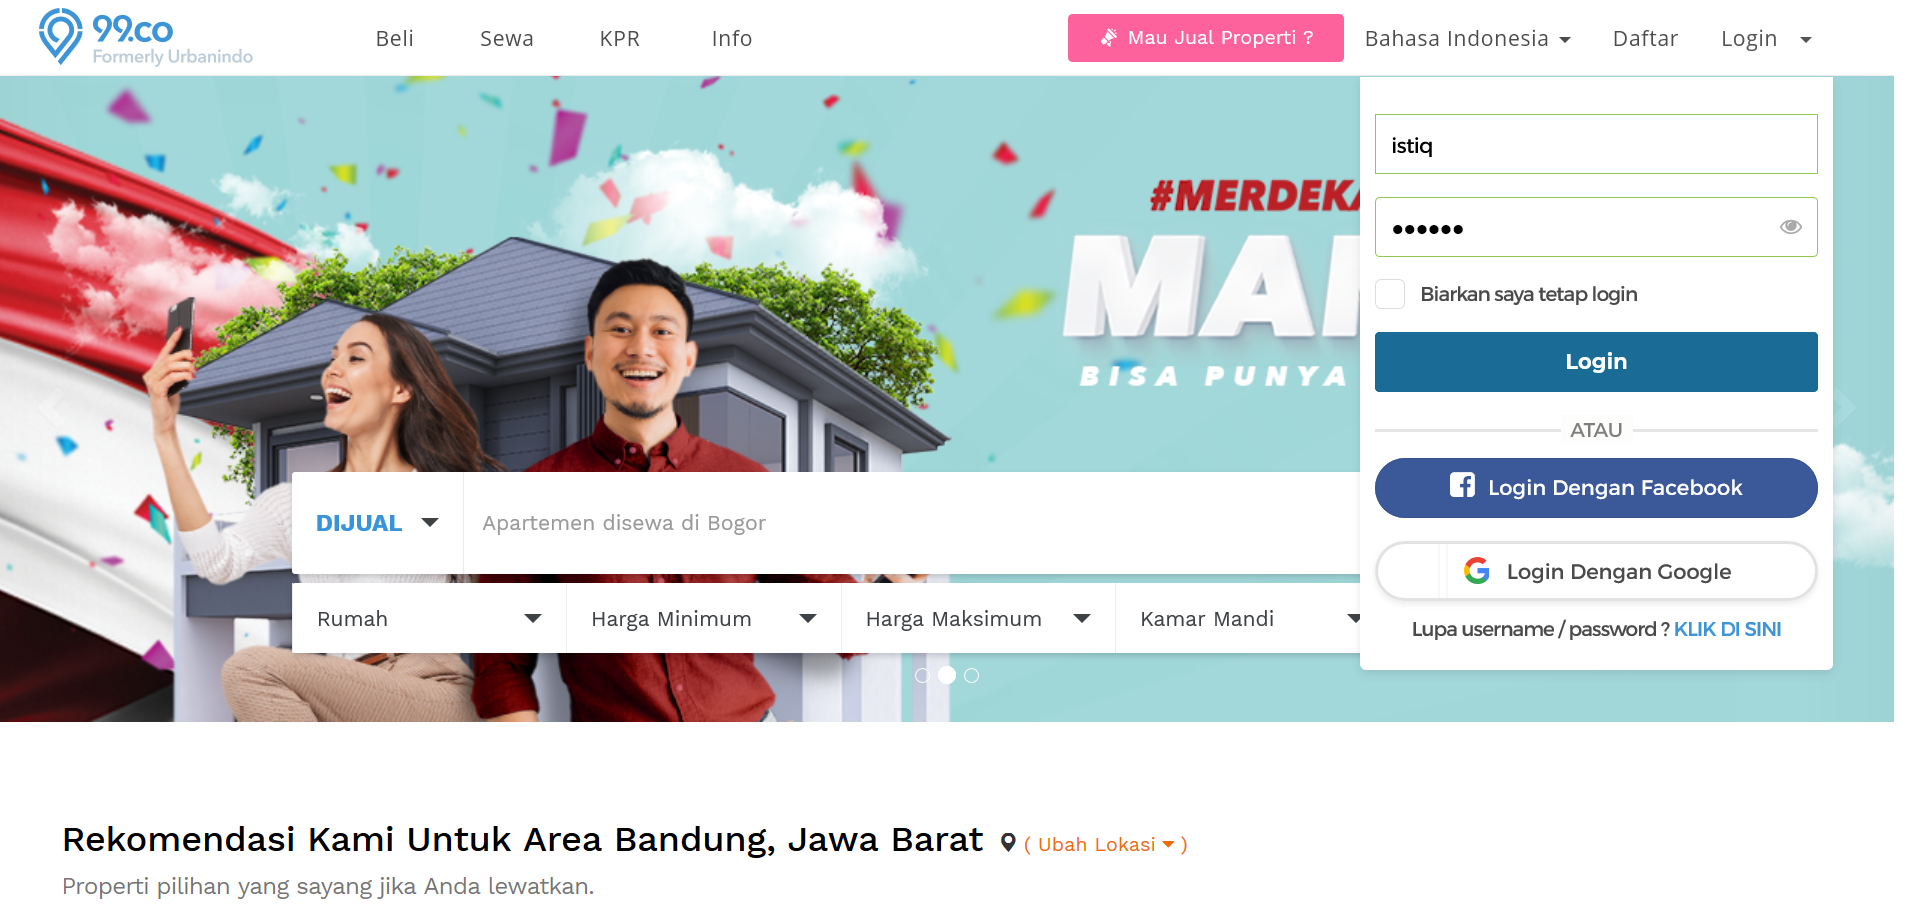 99.co
Formerly Urbanindo
Beli
Sewa
KPR
Info
Mau Jual Properti ?
Bahasa Indonesia
Daftar
Login
istiq
••••••
Biarkan saya tetap login
Login
ATAU
Login Dengan Facebook
Login Dengan Google
Lupa username / password ? KLIK DI SINI
#MERDEKA
BISA PUNYA
DIJUAL
Apartemen disewa di Bogor
Rumah
Harga Minimum
Harga Maksimum
Kamar Mandi
Rekomendasi Kami Untuk Area Bandung, Jawa Barat ( Ubah Lokasi )
Properti pilihan yang sayang jika Anda lewatkan.